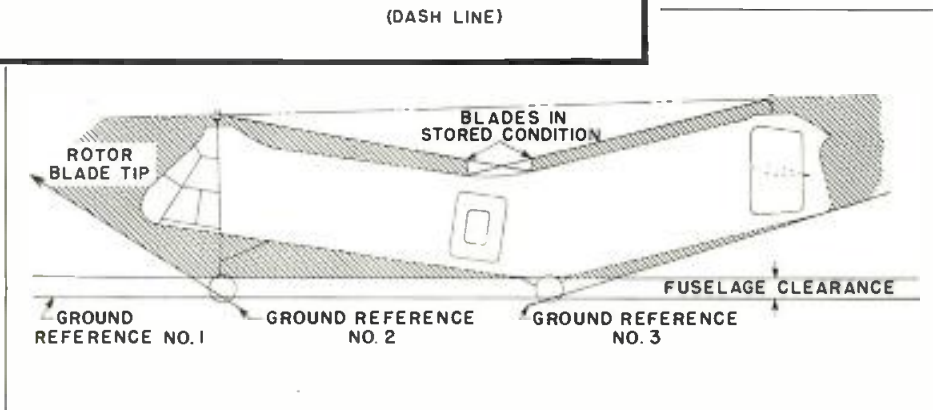 (DASH LINE)
BLADES IN
STORED CONDITION
ROTOR
BLADE TIP
FUSELAGE CLEARANCE
GROUND
REFERENCE NO. 1
GROUND REFERENCE
NO. 2
GROUND REFERENCE
NO. 3